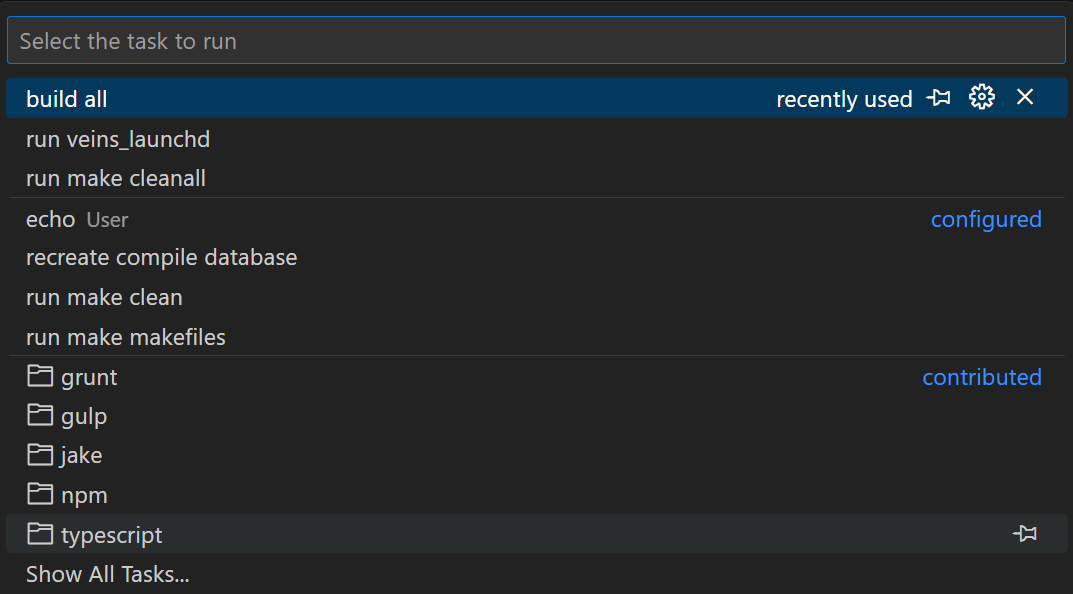 Select the task to run
build all recently used
run veins_launchd
run make cleanall
echo User configured
recreate compile database
run make clean
run make makefiles
grunt contributed
gulp
jake
npm
typescript
Show All Tasks...